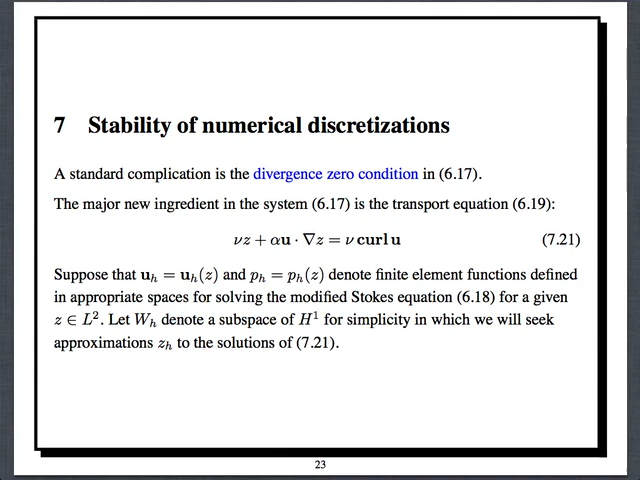 7 Stability of numerical discretizations
A standard complication is the divergence zero condition in (6.17).
The major new ingredient in the system (6.17) is the transport equation (6.19):
νz + αu · ∇z = ν curl u (7.21)
Suppose that u_h = u_h(z) and p_h = p_h(z) denote finite element functions defined
in appropriate spaces for solving the modified Stokes equation (6.18) for a given
z ∈ L². Let W_h denote a subspace of H¹ for simplicity in which we will seek
approximations z_h to the solutions of (7.21).
23